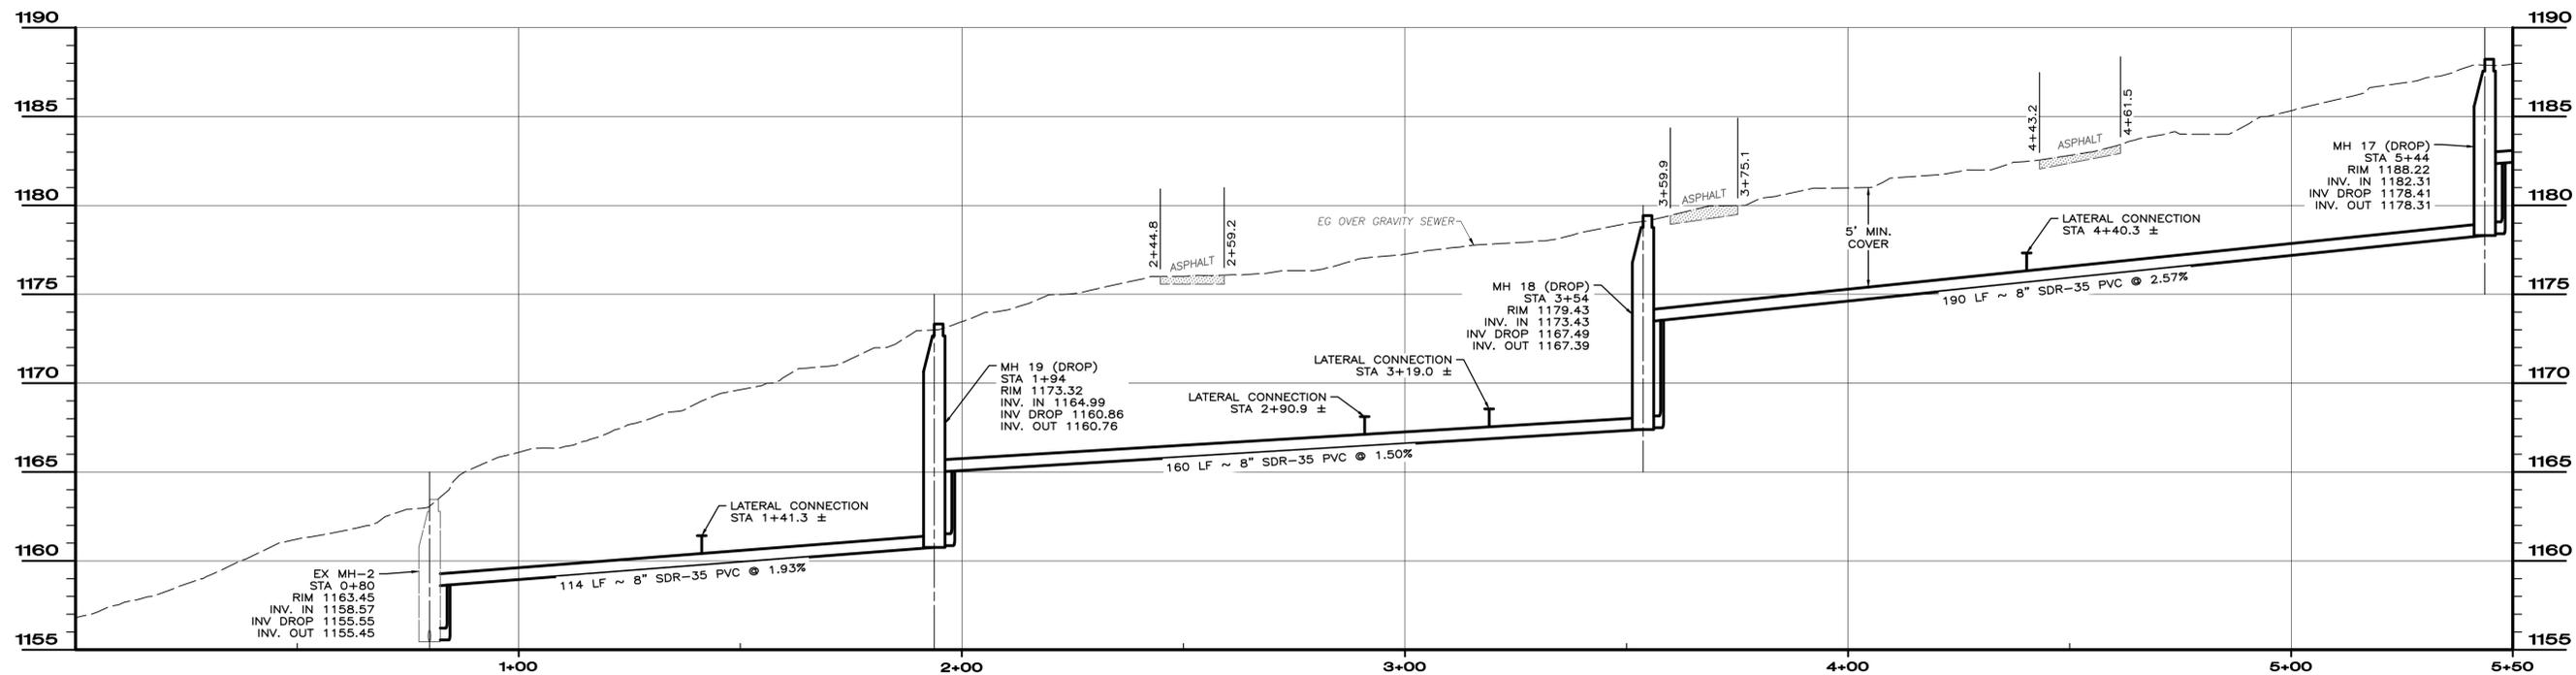 1190
1190
1185
1185
1180
1180
1175
1175
1170
1170
1165
1165
1160
1160
1155
1155
1+00
2+00
3+00
4+00
5+00
5+50
EX MH-2
STA 0+80
RIM 1163.45
INV. IN 1158.57
INV DROP 1155.55
INV. OUT 1155.45
114 LF ~ 8" SDR-35 PVC @ 1.93%
LATERAL CONNECTION
STA 1+41.3 ±
MH 19 (DROP)
STA 1+94
RIM 1173.32
INV. IN 1164.99
INV DROP 1160.86
INV. OUT 1160.76
2+44.8
ASPHALT
2+59.2
160 LF ~ 8" SDR-35 PVC @ 1.50%
LATERAL CONNECTION
STA 2+90.9 ±
LATERAL CONNECTION
STA 3+19.0 ±
EG OVER GRAVITY SEWER
MH 18 (DROP)
STA 3+54
RIM 1179.43
INV. IN 1173.43
INV DROP 1167.49
INV. OUT 1167.39
3+59.9
ASPHALT
3+75.1
5' MIN.
COVER
190 LF ~ 8" SDR-35 PVC @ 2.57%
LATERAL CONNECTION
STA 4+40.3 ±
4+43.2
ASPHALT
4+61.5
MH 17 (DROP)
STA 5+44
RIM 1188.22
INV. IN 1182.31
INV DROP 1178.41
INV. OUT 1178.31